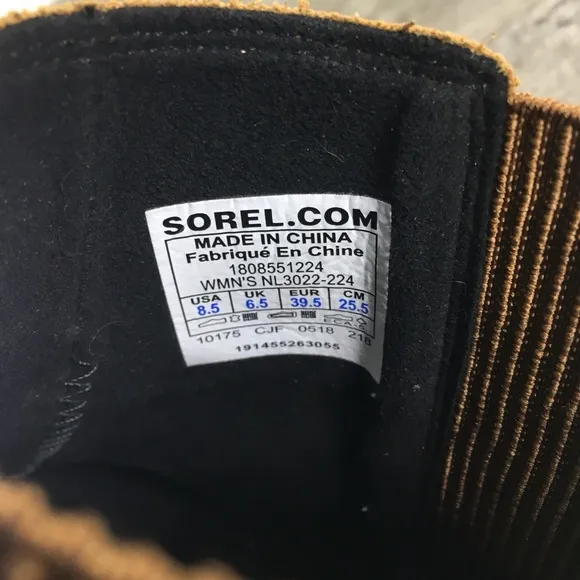 SOREL.COM
MADE IN CHINA
Fabriqué En Chine
1808551224
WMN'S NL3022-224
USA UK EUR CM
8.5 6.5 39.5 25.5
ECA.S
10175 CJF 0518 218
191455263055